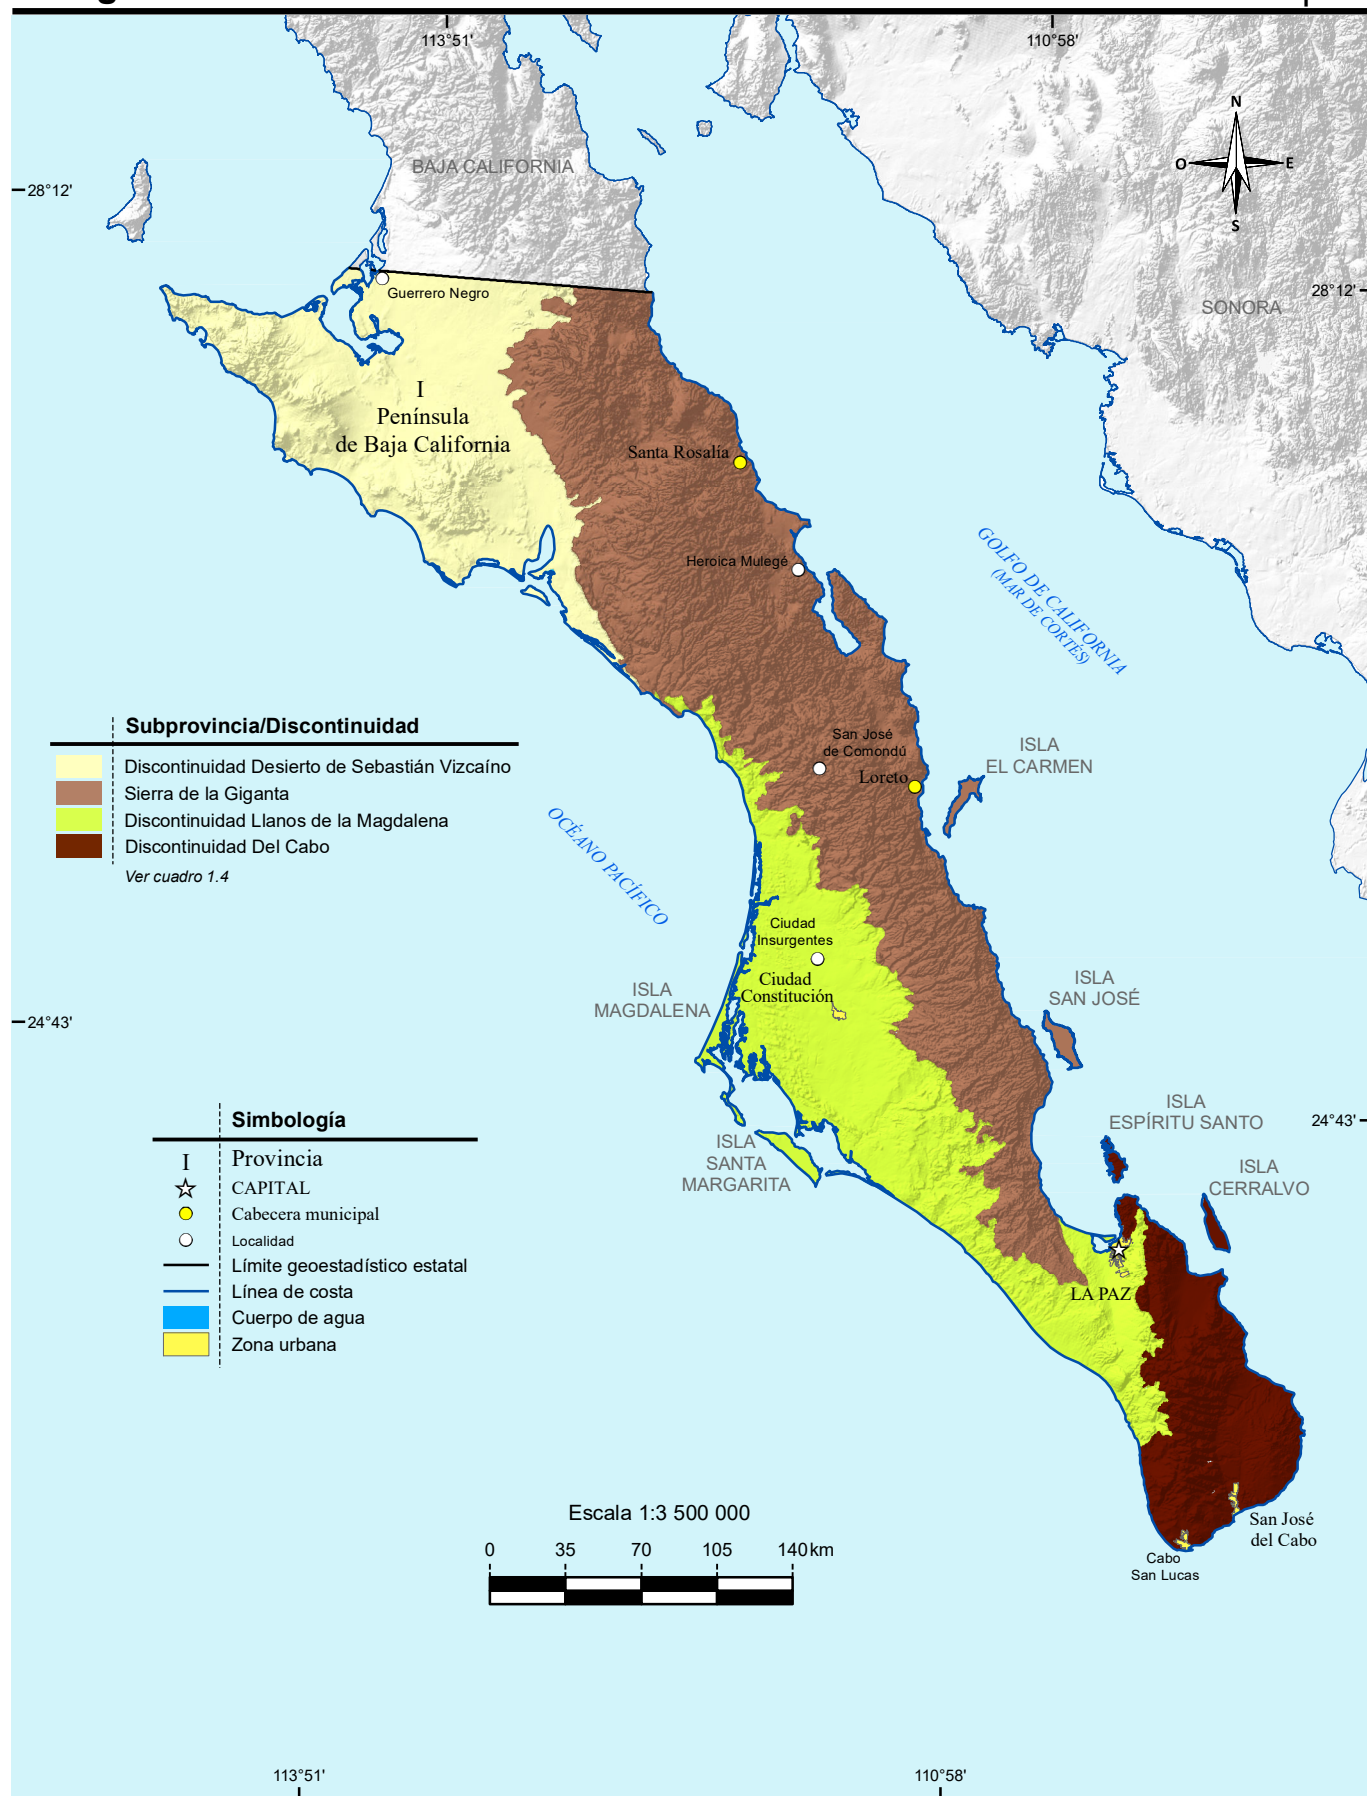 113°51'
110°58'
N
O
E
S
BAJA CALIFORNIA
28°12'
28°12'
SONORA
Guerrero Negro
I
Península
de Baja California
Santa Rosalía
Heroica Mulegé
GOLFO DE CALIFORNIA
(MAR DE CORTÉS)
San José
de Comondú
Loreto
ISLA
EL CARMEN
Subprovincia/Discontinuidad
Discontinuidad Desierto de Sebastián Vizcaíno
Sierra de la Giganta
Discontinuidad Llanos de la Magdalena
Discontinuidad Del Cabo
Ver cuadro 1.4
OCÉANO PACÍFICO
Ciudad
Insurgentes
Ciudad
Constitución
ISLA
MAGDALENA
ISLA
SAN JOSÉ
24°43'
24°43'
ISLA
ESPÍRITU SANTO
ISLA
CERRALVO
ISLA
SANTA
MARGARITA
LA PAZ
Simbología
I
Provincia
CAPITAL
Cabecera municipal
Localidad
Límite geoestadístico estatal
Línea de costa
Cuerpo de agua
Zona urbana
San José
del Cabo
Cabo
San Lucas
Escala 1:3 500 000
0 35 70 105 140 km
113°51'
110°58'